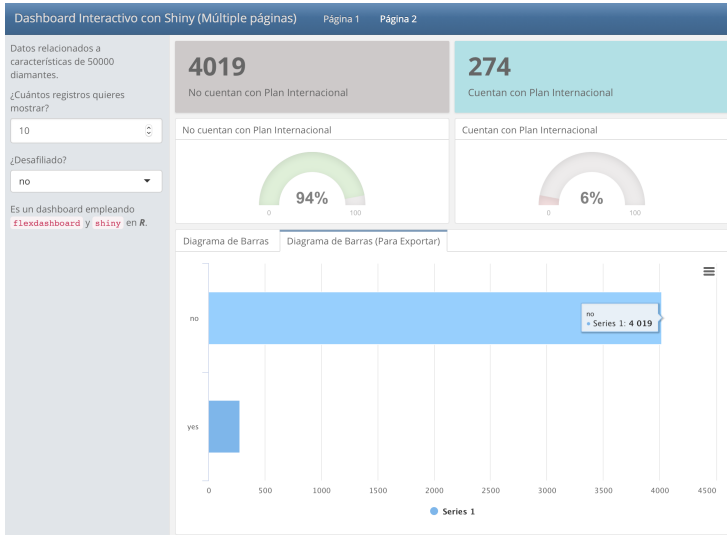 Dashboard Interactivo con Shiny (Múltiple páginas) Página 1 Página 2
Datos relacionados a
características de 50000
diamantes.
¿Cuántos registros quieres
mostrar?
10
¿Desafiliado?
no
Es un dashboard empleando
flexdashboard y shiny en R.
4019
No cuentan con Plan Internacional
274
Cuentan con Plan Internacional
No cuentan con Plan Internacional
94%
0 100
Cuentan con Plan Internacional
6%
0 100
Diagrama de Barras Diagrama de Barras (Para Exportar)
no
no
● Series 1: 4 019
yes
0 500 1000 1500 2000 2500 3000 3500 4000 4500
Series 1